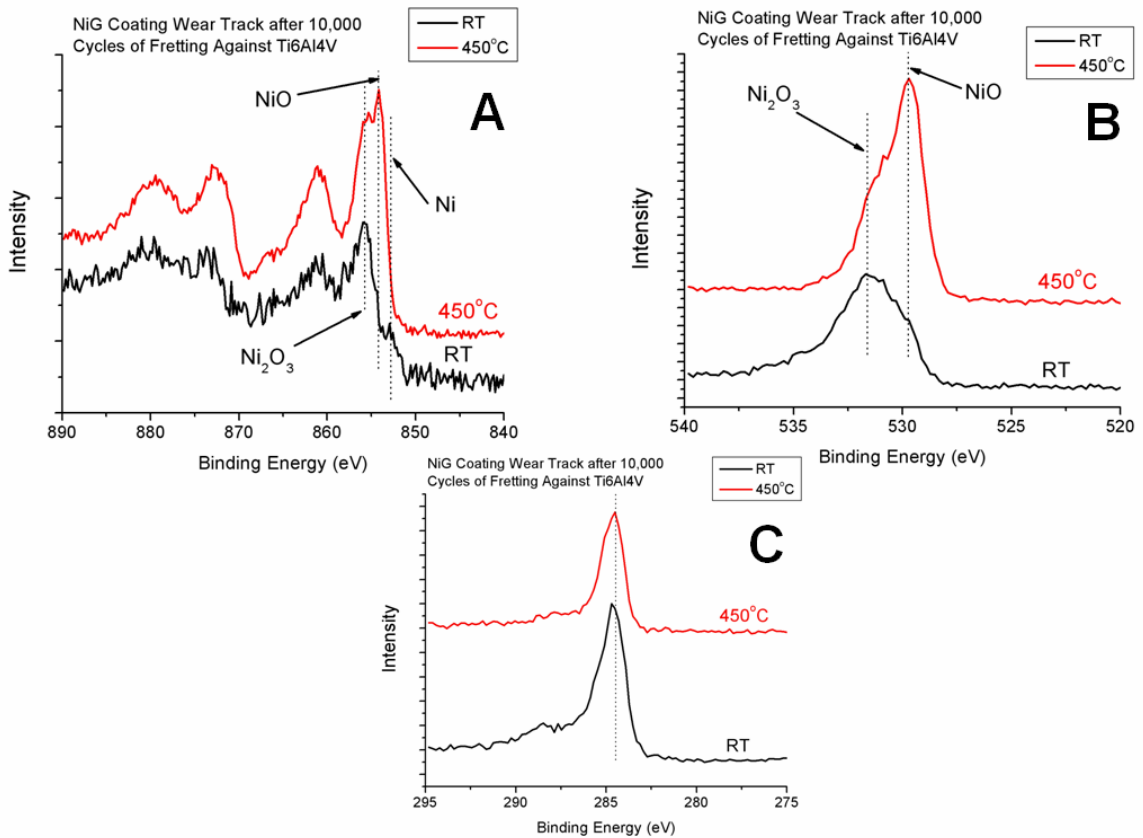 NiG Coating Wear Track after 10,000
Cycles of Fretting Against Ti6Al4V
RT
450°C
NiO
A
Ni
Ni₂O₃
450°C
RT
Intensity
890 880 870 860 850 840
Binding Energy (eV)
NiG Coating Wear Track after 10,000
Cycles of Fretting Against Ti6Al4V
RT
450°C
Ni₂O₃
NiO
B
450°C
RT
Intensity
540 535 530 525 520
Binding Energy (eV)
NiG Coating Wear Track after 10,000
Cycles of Fretting Against Ti6Al4V
RT
450°C
C
450°C
RT
Intensity
295 290 285 280 275
Binding Energy (eV)